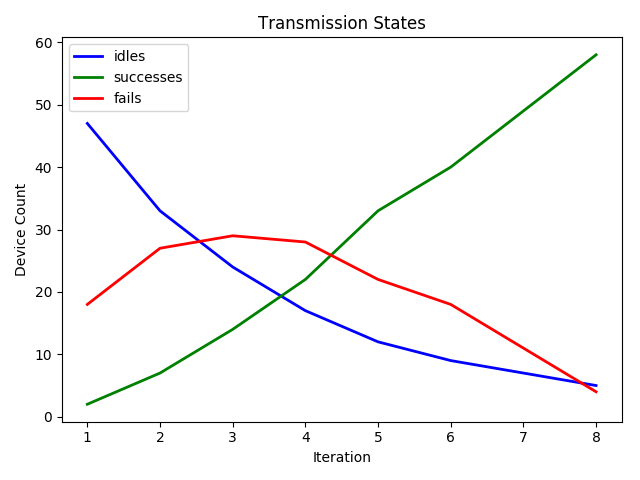 Transmission States
idles
successes
fails
Device Count
60
50
40
30
20
10
0
1 2 3 4 5 6 7 8
Iteration